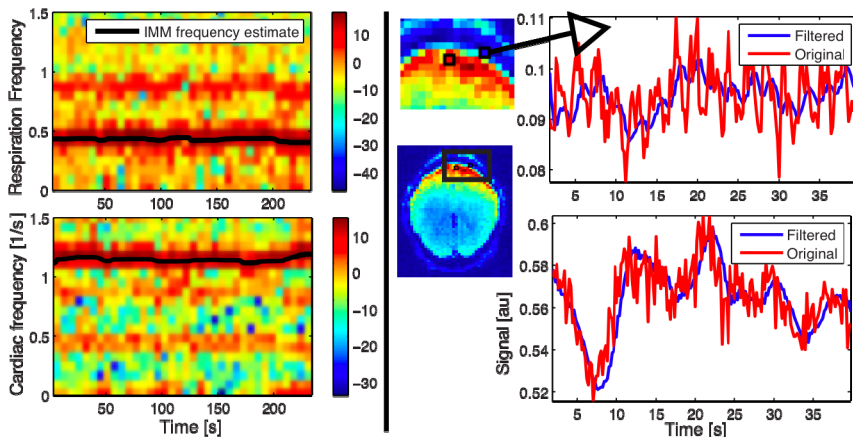 Respiration Frequency
1.5
1
0.5
0
50 100 150 200
IMM frequency estimate
10
0
−10
−20
−30
−40
Cardiac frequency [1/s]
1.5
1
0.5
0
50 100 150 200
Time [s]
10
0
−10
−20
−30
0.11
0.1
0.09
0.08
5 10 15 20 25 30 35
Filtered
Original
Signal [au]
0.6
0.58
0.56
0.54
0.52
5 10 15 20 25 30 35
Time [s]
Filtered
Original